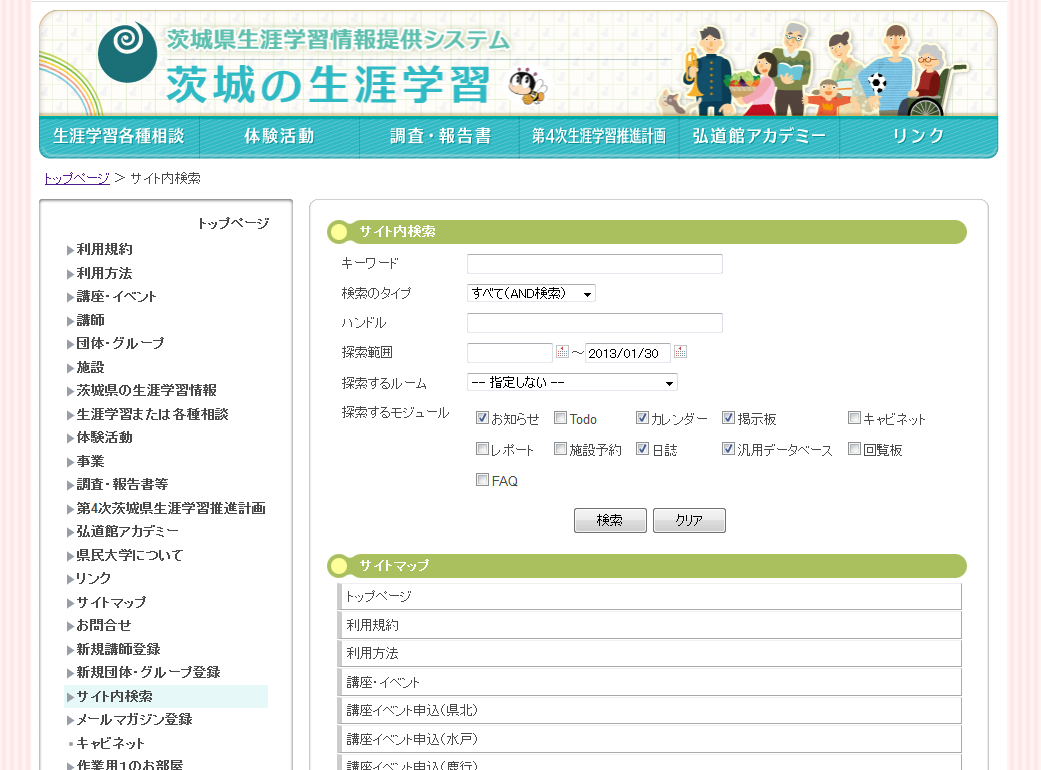 茨城県生涯学習情報提供システム
茨城の生涯学習
生涯学習各種相談 体験活動 調査・報告書 第4次生涯学習推進計画 弘道館アカデミー リンク
トップページ > サイト内検索
トップページ
利用規約
利用方法
講座・イベント
講師
団体・グループ
施設
茨城県の生涯学習情報
生涯学習または各種相談
体験活動
事業
調査・報告書等
第4次茨城県生涯学習推進計画
弘道館アカデミー
県民大学について
リンク
サイトマップ
お問合せ
新規講師登録
新規団体・グループ登録
サイト内検索
メールマガジン登録
キャビネット
作業用1のお部屋
サイト内検索
キーワード
検索のタイプ すべて(AND検索)
ハンドル
探索範囲 ～ 2013/01/30
探索するルーム -- 指定しない --
探索するモジュール お知らせ Todo カレンダー 掲示板 キャビネット
レポート 施設予約 日誌 汎用データベース 回覧板
FAQ
検索 クリア
サイトマップ
トップページ
利用規約
利用方法
講座・イベント
講座イベント申込(県北)
講座イベント申込(水戸)
講座イベント申込(鹿行)